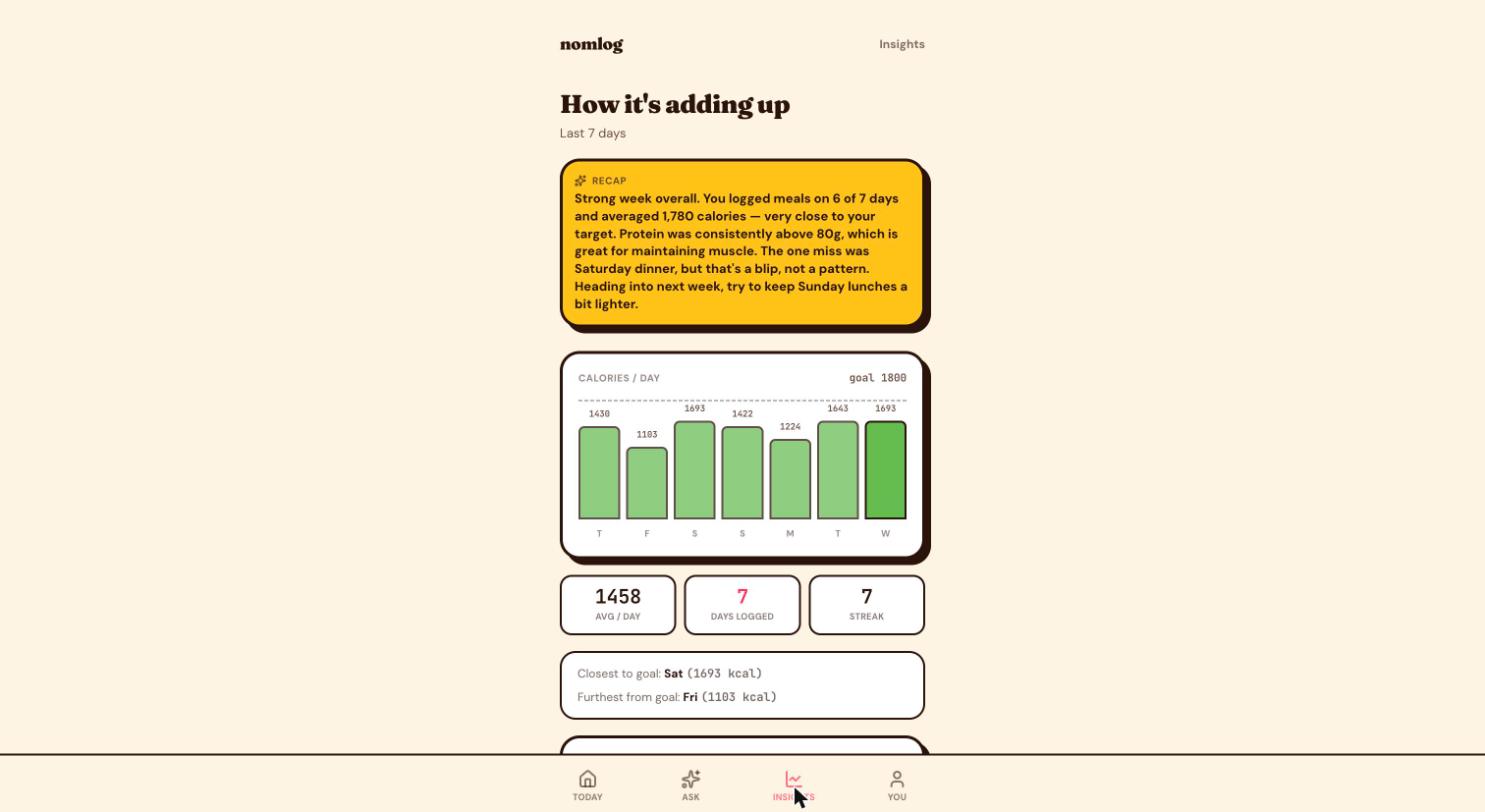 nomlog
Insights
How it's adding up
Last 7 days
RECAP
Strong week overall. You logged meals on 6 of 7 days
and averaged 1,780 calories — very close to your
target. Protein was consistently above 80g, which is
great for maintaining muscle. The one miss was
Saturday dinner, but that's a blip, not a pattern.
Heading into next week, try to keep Sunday lunches a
bit lighter.
CALORIES / DAY
goal 1800
1430 1103 1693 1422 1224 1643 1693
T F S S M T W
1458 7 7
AVG / DAY DAYS LOGGED STREAK
Closest to goal: Sat (1693 kcal)
Furthest from goal: Fri (1103 kcal)
TODAY ASK INSIGHTS YOU